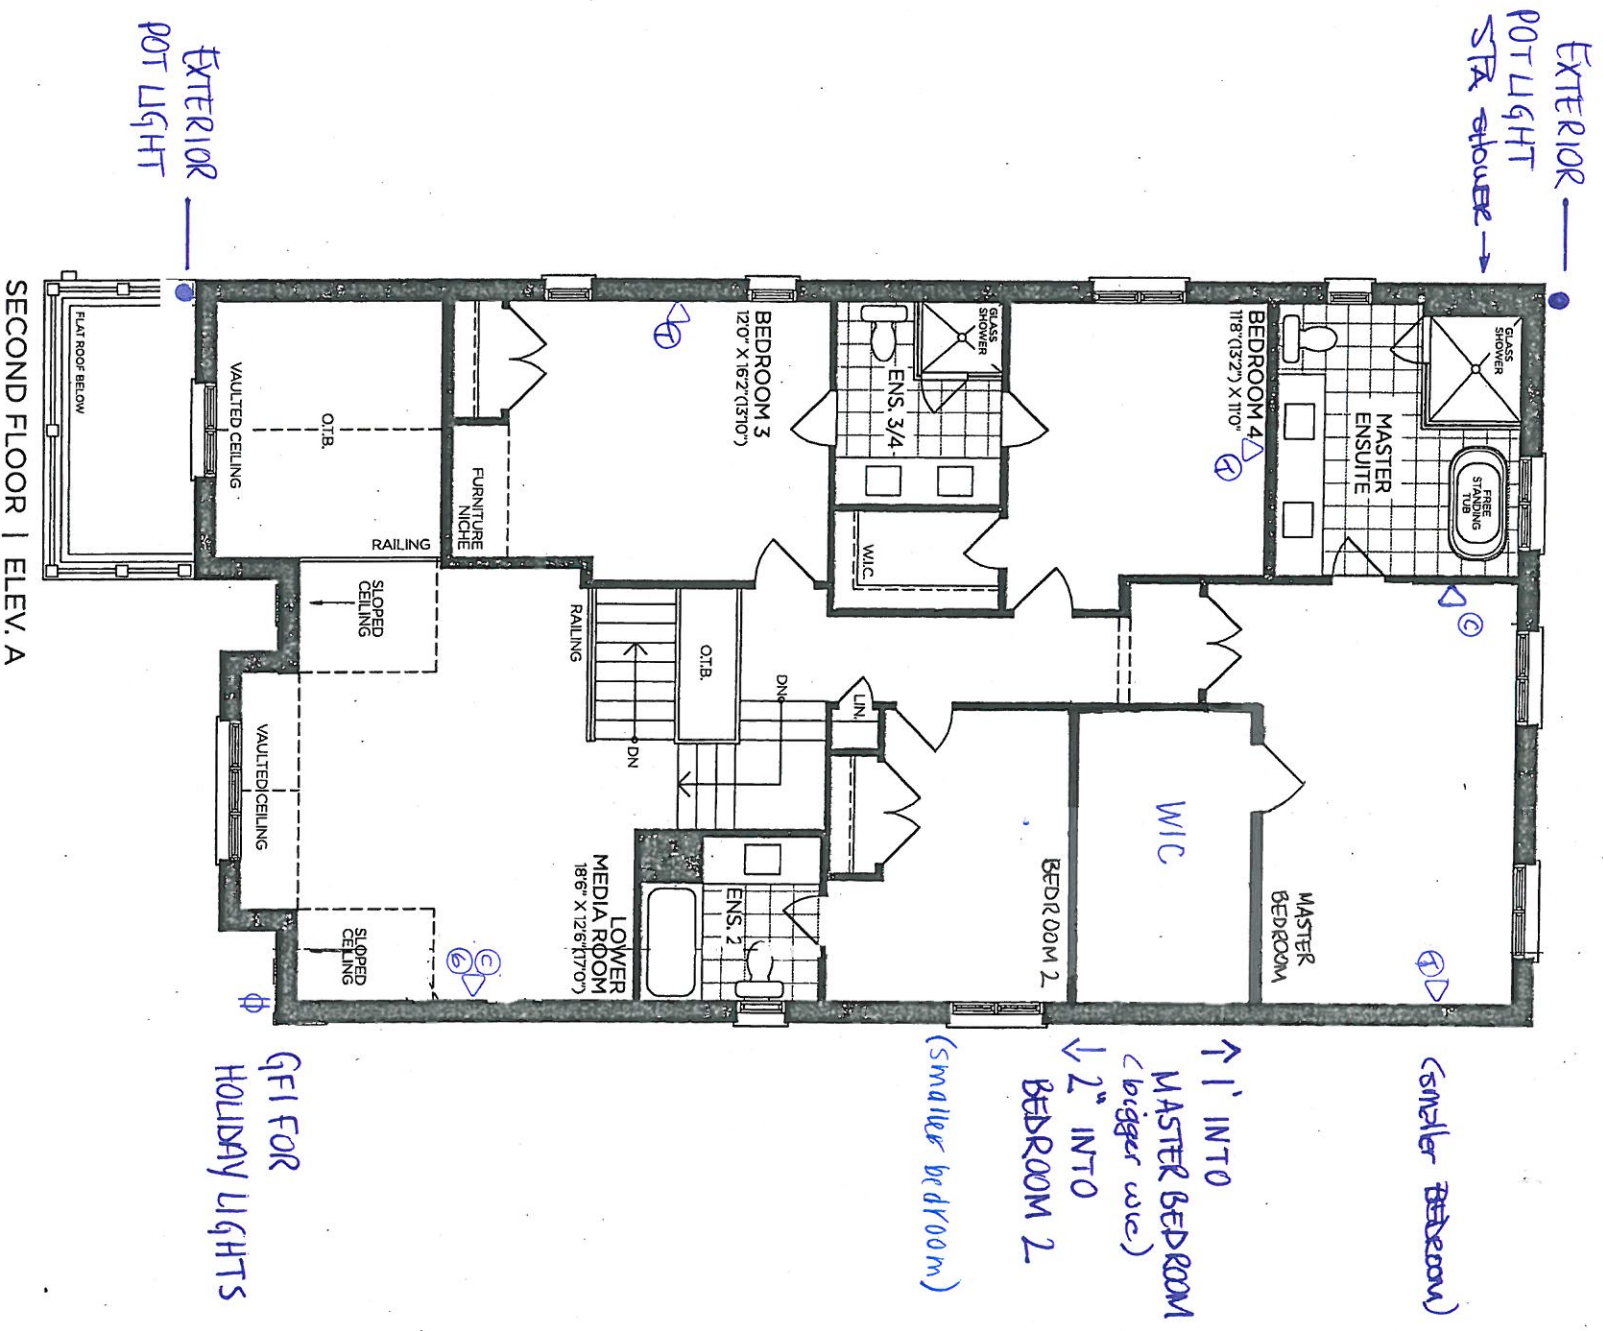 EXTERIOR
POT LIGHT
SPA SHOWER
GLASS
SHOWER
MASTER
ENSUITE
FREE
STANDING
TUB
BEDROOM 4
11'8"(13'2") X 11'0"
T
C
GLASS
SHOWER
ENS. 3/4
W.I.C.
BEDROOM 3
12'0" X 16'2"(13'10")
T
FURNITURE
NICHE
RAILING
O.T.B.
VAULTED CEILING
EXTERIOR
POT LIGHT
FLAT ROOF BELOW
SLOPED
CEILING
RAILING
O.T.B.
DN
DN
LIN.
WIC
MASTER
BEDROOM
T
BEDROOM 2
ENS. 2
LOWER
MEDIA ROOM
18'6" X 12'6"(17'0")
C
6
VAULTED CEILING
SLOPED
CEILING
(smaller BEDROOM)
↑ 1' INTO
MASTER BEDROOM
(bigger WIC)
↓ 2" INTO
BEDROOM 2
(smaller bedroom)
GFI FOR
HOLIDAY LIGHTS
SECOND FLOOR | ELEV. A